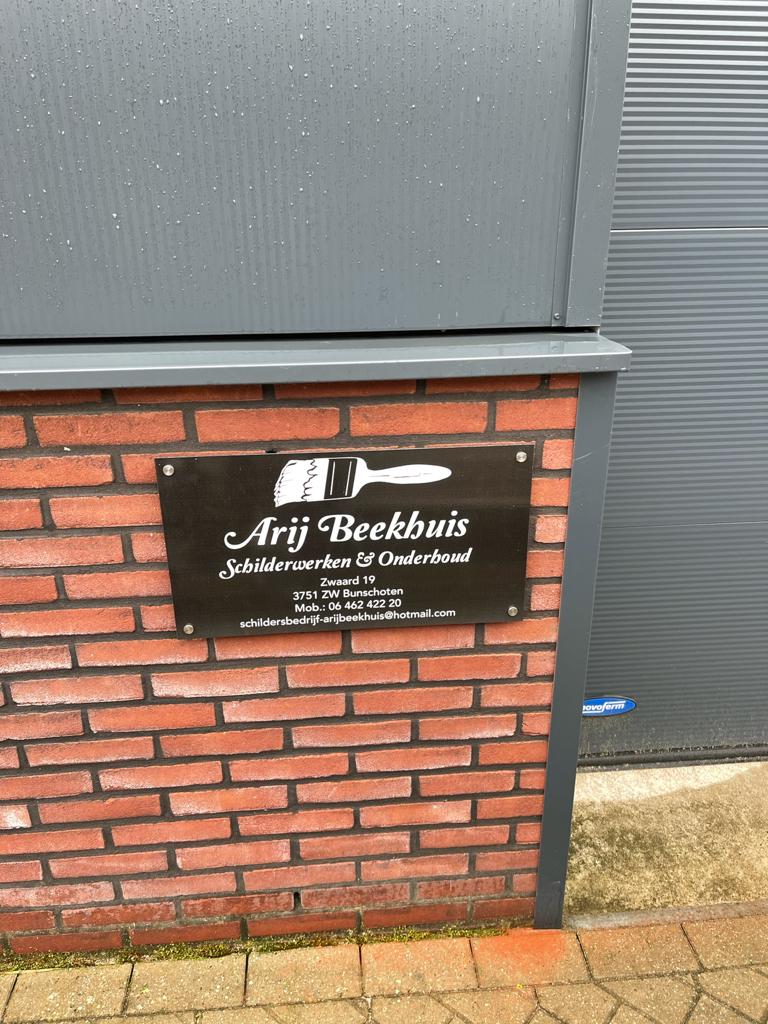 Arij Beekhuis
Schilderwerken & Onderhoud
Zwaard 19
3751 ZW Bunschoten
Mob.: 06 462 422 20
schildersbedrijf-arijbeekhuis@hotmail.com
novoferm